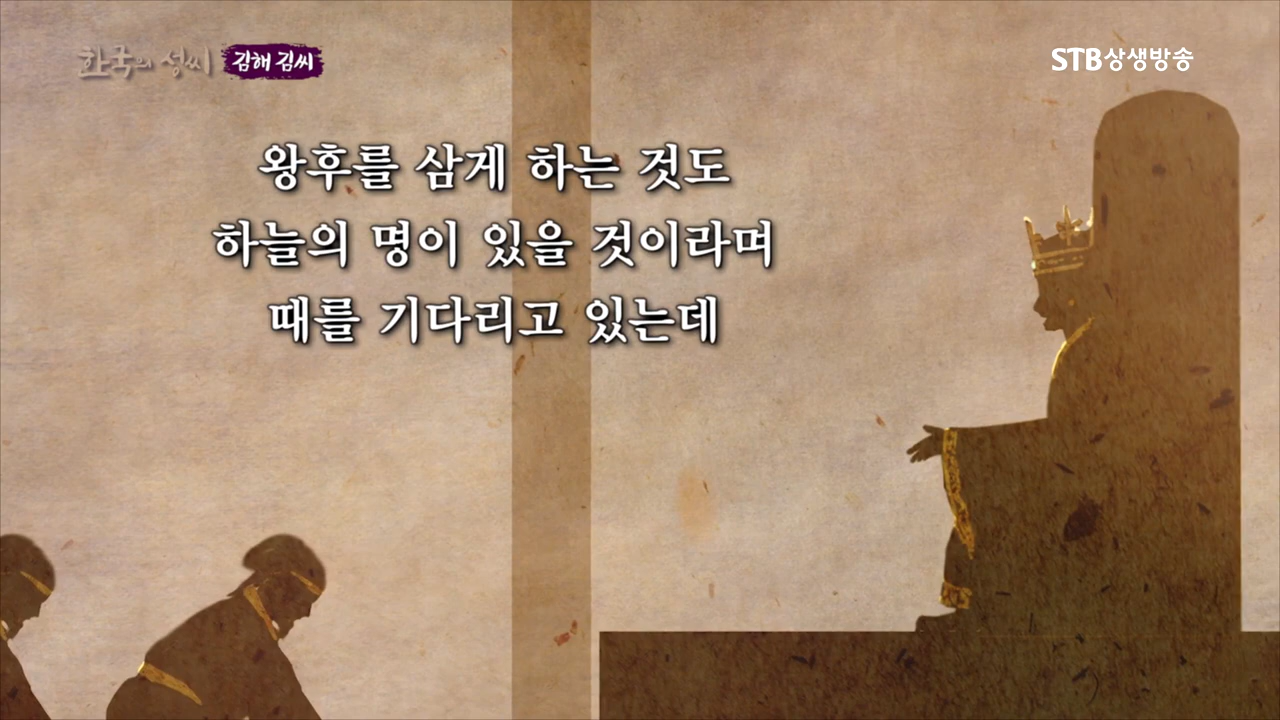 한국의 성씨 김해 김씨
STB상생방송
왕후를 삼게 하는 것도
하늘의 명이 있을 것이라며
때를 기다리고 있는데